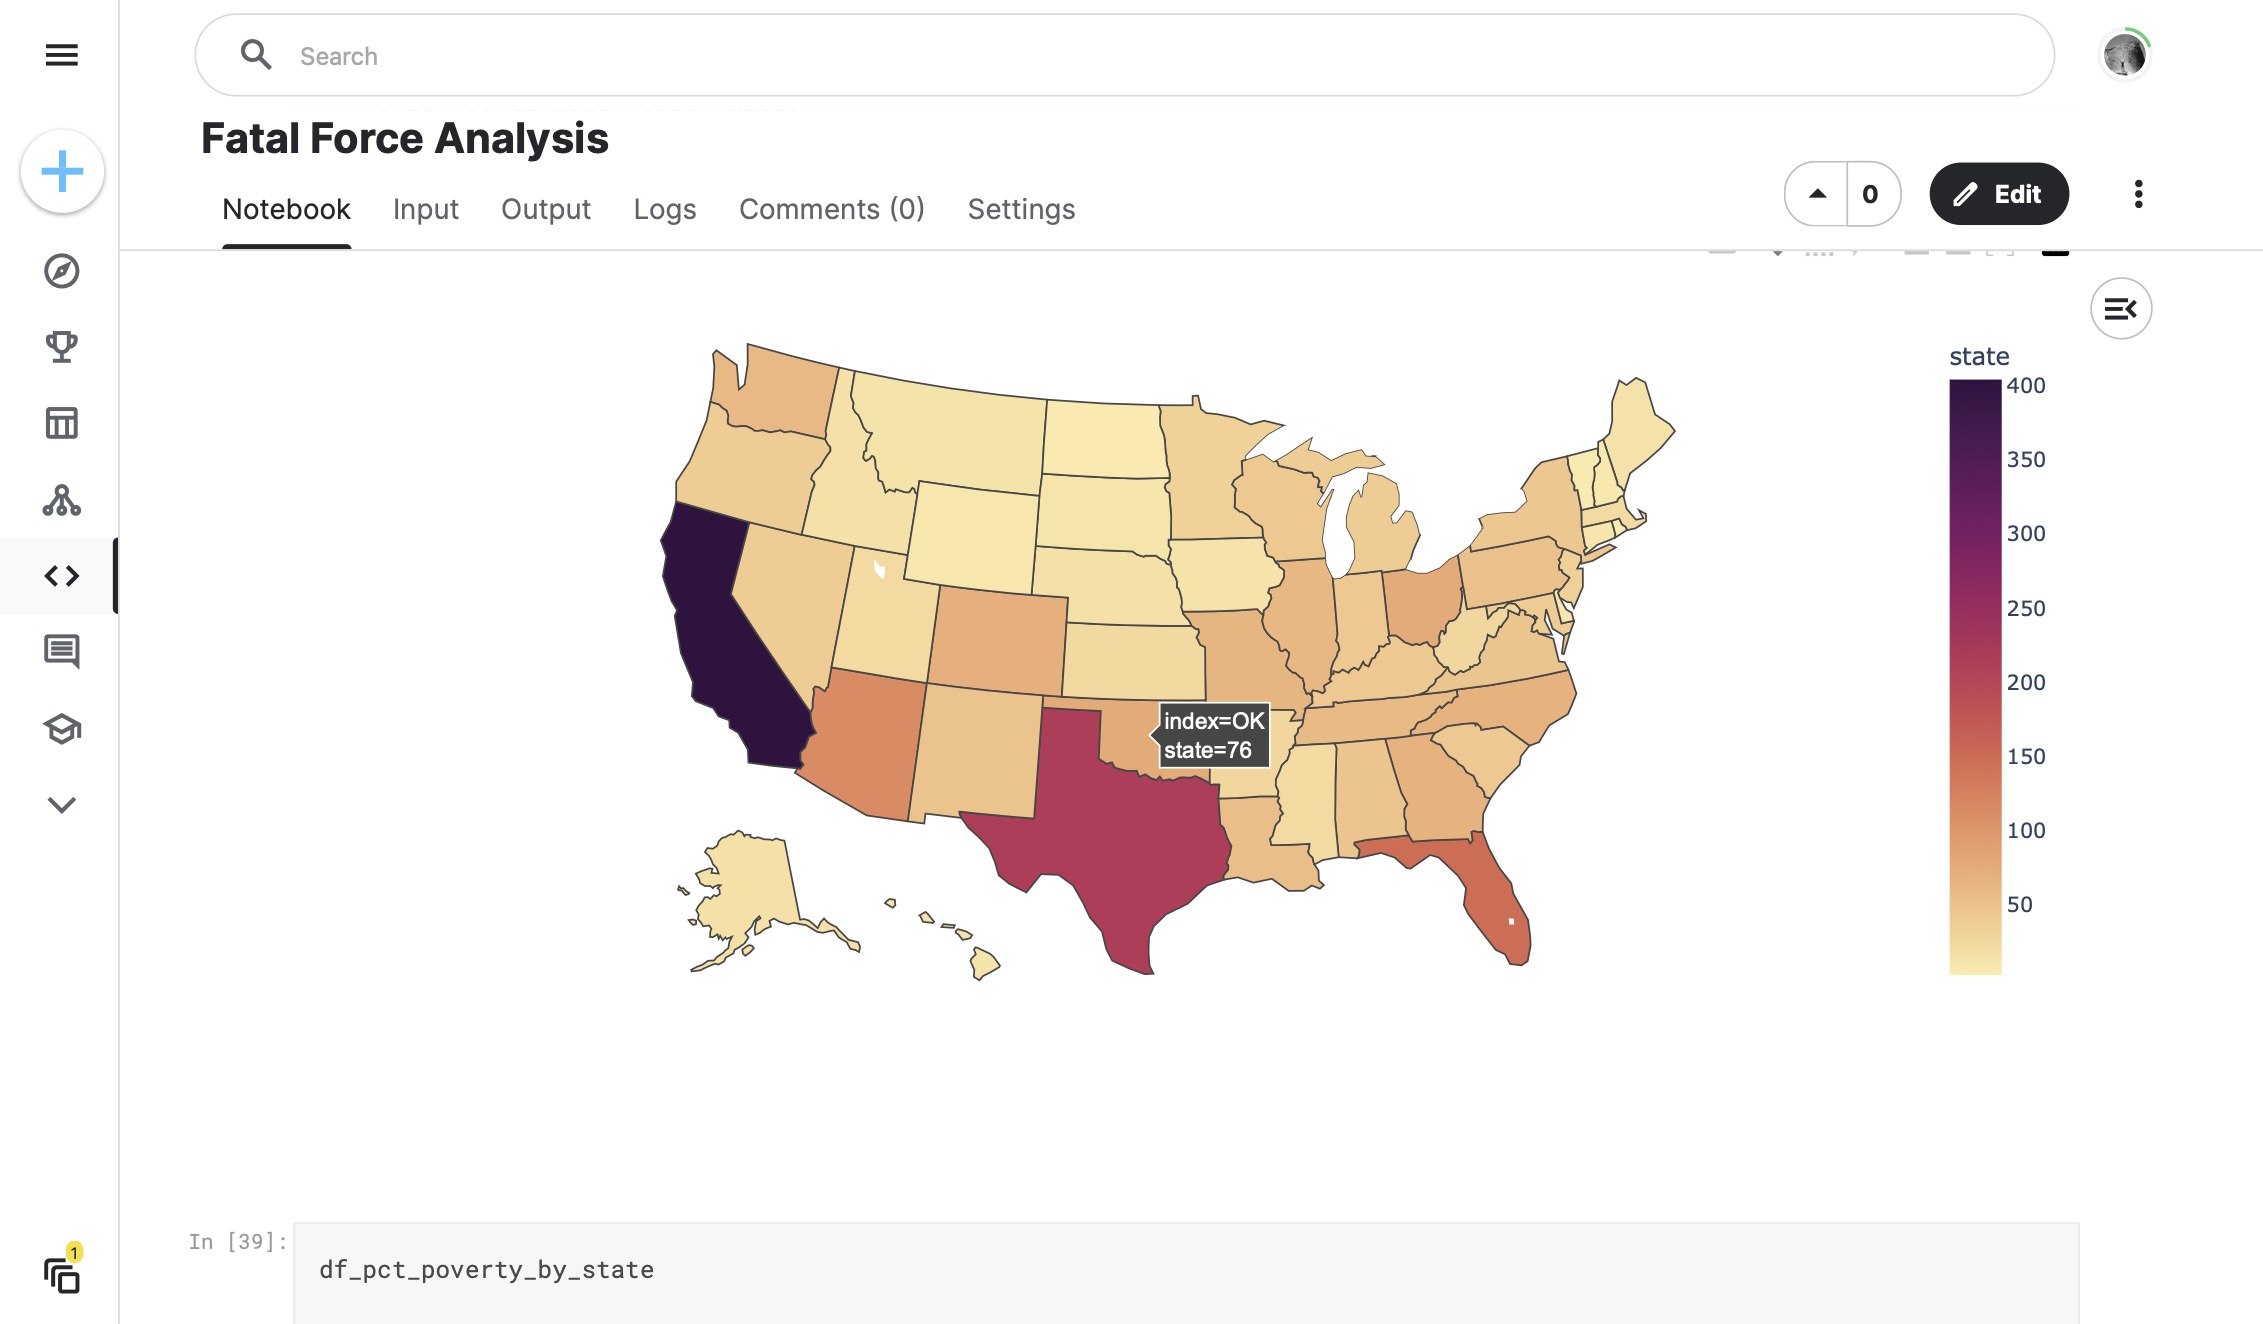 Search
Fatal Force Analysis
Notebook Input Output Logs Comments (0) Settings
0
Edit
state
400
350
300
250
200
150
100
50
index=OK
state=76
In [39]:
df_pct_poverty_by_state
1